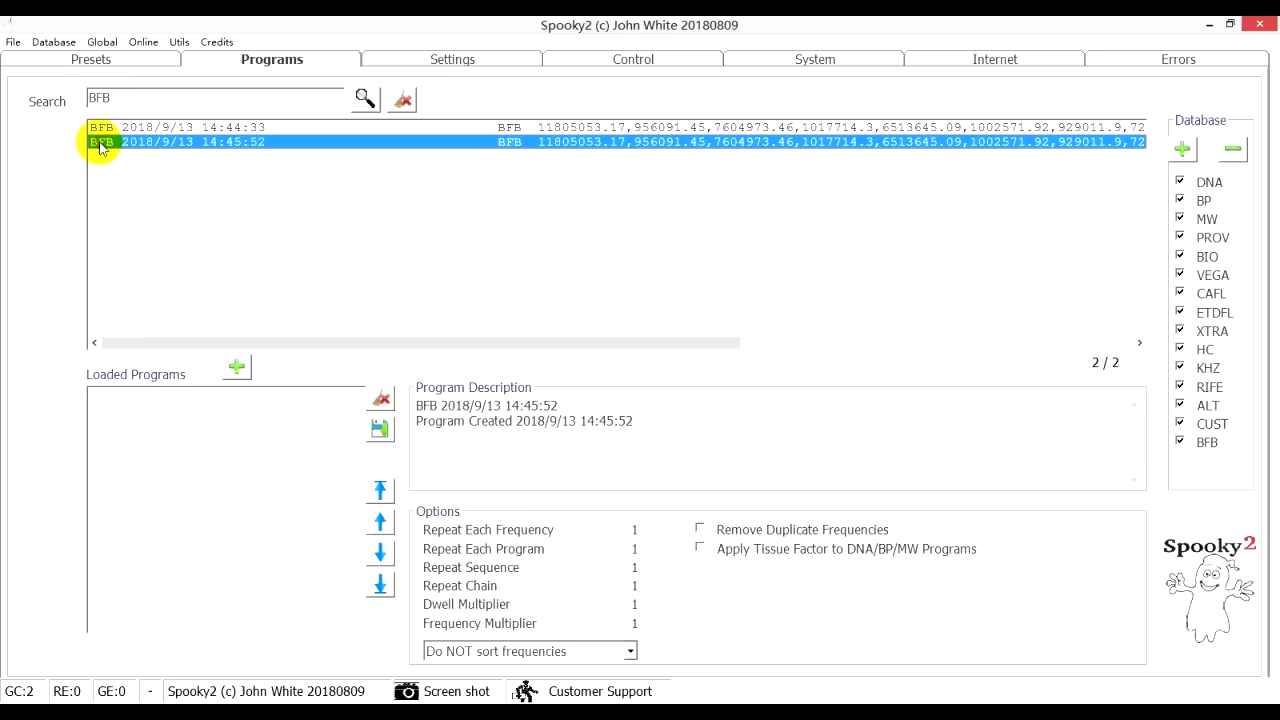 Spooky2 (c) John White 20180809
File Database Global Online Utils Credits
Presets Programs Settings Control System Internet Errors
Search BFB
BFB 2018/9/13 14:44:33 BFB 11805053.17,956091.45,7604973.46,1017714.3,6513645.09,1002571.92,929011.9,72
BFB 2018/9/13 14:45:52 BFB 11805053.17,956091.45,7604973.46,1017714.3,6513645.09,1002571.92,929011.9,72
2 / 2
Database
DNA
BP
MW
PROV
BIO
VEGA
CAFL
ETDFL
XTRA
HC
KHZ
RIFE
ALT
CUST
BFB
Loaded Programs
Program Description
BFB 2018/9/13 14:45:52
Program Created 2018/9/13 14:45:52
Options
Repeat Each Frequency 1
Repeat Each Program 1
Repeat Sequence 1
Repeat Chain 1
Dwell Multiplier 1
Frequency Multiplier 1
Do NOT sort frequencies
Remove Duplicate Frequencies
Apply Tissue Factor to DNA/BP/MW Programs
Spooky2
GC:2 RE:0 GE:0 - Spooky2 (c) John White 20180809 Screen shot Customer Support